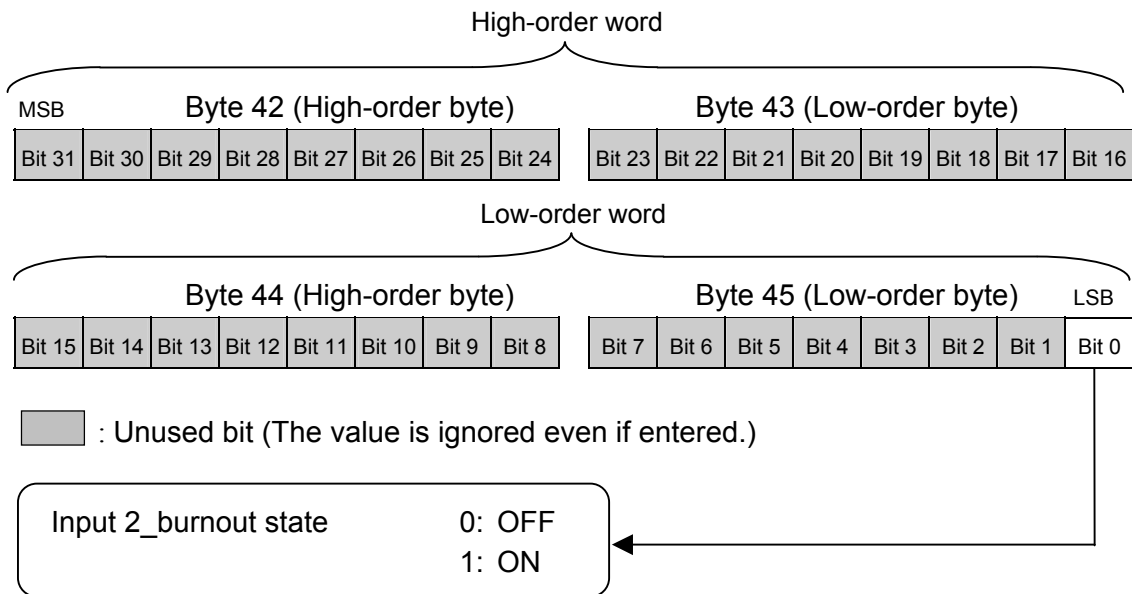 High-order word
MSB Byte 42 (High-order byte) Byte 43 (Low-order byte)
Bit 31 Bit 30 Bit 29 Bit 28 Bit 27 Bit 26 Bit 25 Bit 24 Bit 23 Bit 22 Bit 21 Bit 20 Bit 19 Bit 18 Bit 17 Bit 16
Low-order word
Byte 44 (High-order byte) Byte 45 (Low-order byte) LSB
Bit 15 Bit 14 Bit 13 Bit 12 Bit 11 Bit 10 Bit 9 Bit 8 Bit 7 Bit 6 Bit 5 Bit 4 Bit 3 Bit 2 Bit 1 Bit 0
: Unused bit (The value is ignored even if entered.)
Input 2_burnout state 0: OFF
1: ON